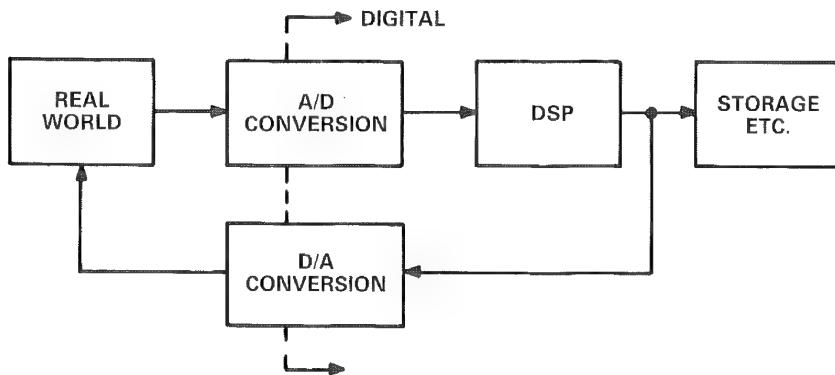 DIGITAL
REAL
WORLD
A/D
CONVERSION
DSP
STORAGE
ETC.
D/A
CONVERSION